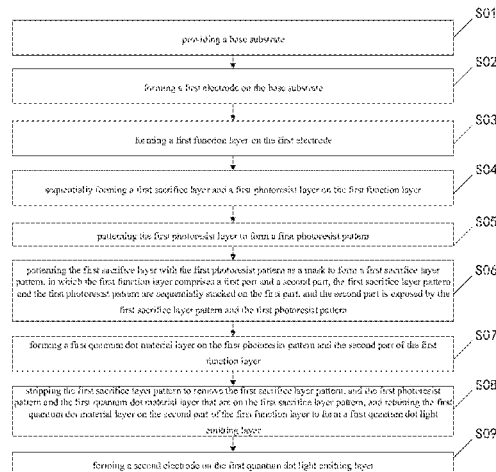 S01
providing a base substrate
S02
forming a first electrode on the base substrate
S03
forming a first function layer on the first electrode
S04
sequentially forming a first sacrifice layer and a first photoresist layer on the first function layer
S05
patterning the first photoresist layer to form a first photoresist pattern
S06
patterning the first sacrifice layer with the first photoresist pattern as a mask to form a first sacrifice layer
pattern, in which the first function layer comprises a first part and a second part, the first sacrifice layer pattern
and the first photoresist pattern are sequentially stacked on the first part, and the second part is exposed by the
first sacrifice layer pattern and the first photoresist pattern
S07
forming a first quantum dot material layer on the first photoresist pattern and the second part of the first
function layer
S08
stripping the first sacrifice layer pattern to remove the first sacrifice layer pattern, and the first photoresist
pattern and the first quantum dot material layer that are on the first sacrifice layer pattern, and retaining the first
quantum dot material layer on the second part of the first function layer to form a first quantum dot light
emitting layer
S09
forming a second electrode on the first quantum dot light emitting layer